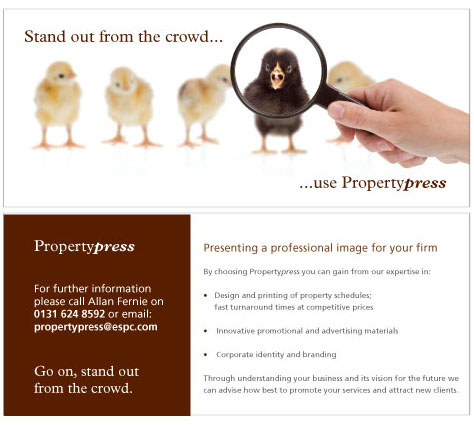 Stand out from the crowd...
...use Propertypress
Propertypress
For further information
please call Allan Fernie on
0131 624 8592 or email:
propertypress@espc.com
Go on, stand out
from the crowd.
Presenting a professional image for your firm
By choosing Propertypress you can gain from our expertise in:
• Design and printing of property schedules;
fast turnaround times at competitive prices
• Innovative promotional and advertising materials
• Corporate identity and branding
Through understanding your business and its vision for the future we
can advise how best to promote your services and attract new clients.